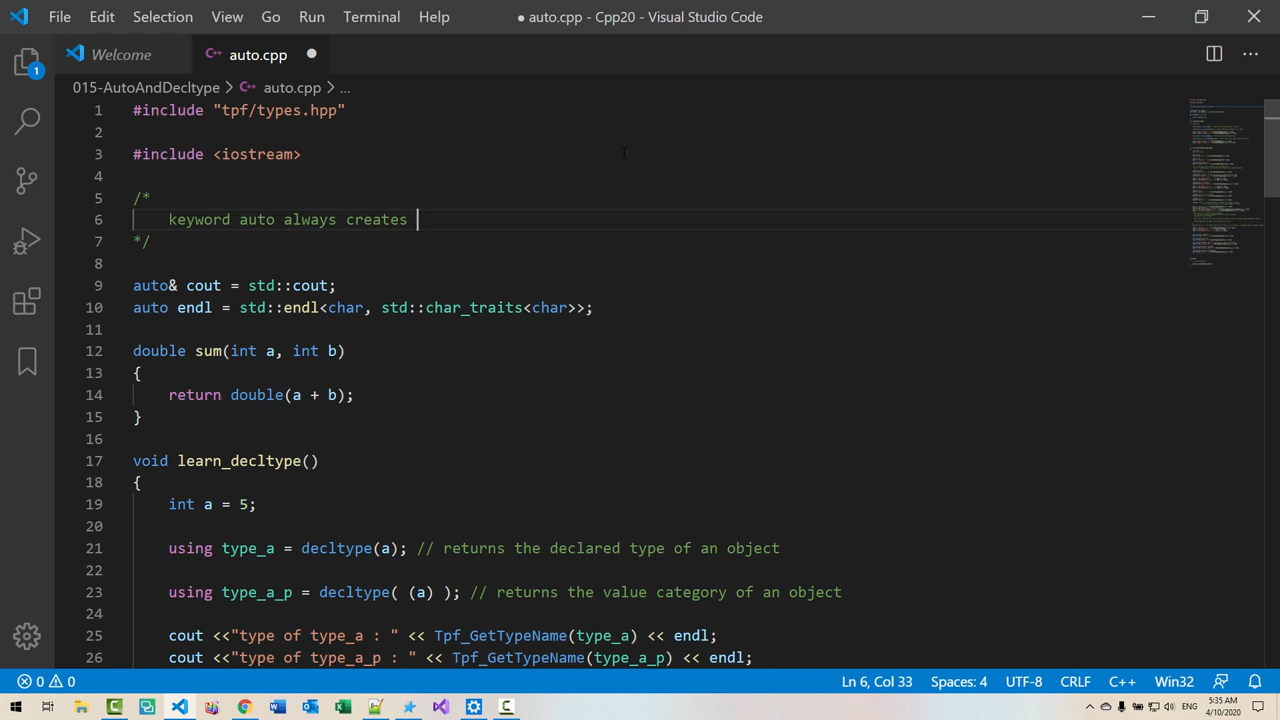 File Edit Selection View Go Run Terminal Help ● auto.cpp - Cpp20 - Visual Studio Code
Welcome auto.cpp
015-AutoAndDecltype > auto.cpp > ...
1 #include "tpf/types.hpp"
2
3 #include <iostream>
4
5 /*
6 keyword auto always creates
7 */
8
9 auto& cout = std::cout;
10 auto endl = std::endl<char, std::char_traits<char>>;
11
12 double sum(int a, int b)
13 {
14 return double(a + b);
15 }
16
17 void learn_decltype()
18 {
19 int a = 5;
20
21 using type_a = decltype(a); // returns the declared type of an object
22
23 using type_a_p = decltype( (a) ); // returns the value category of an object
24
25 cout <<"type of type_a : " << Tpf_GetTypeName(type_a) << endl;
26 cout <<"type of type_a_p : " << Tpf_GetTypeName(type_a_p) << endl;
1
0 0 Ln 6, Col 33 Spaces: 4 UTF-8 CRLF C++ Win32
ENG 5:35 AM
4/10/2020